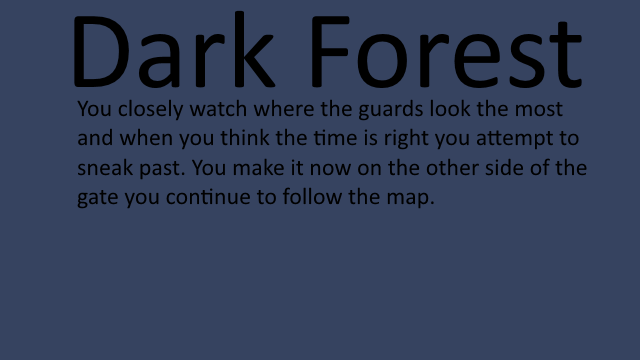 Dark Forest
You closely watch where the guards look the most
and when you think the time is right you attempt to
sneak past. You make it now on the other side of the
gate you continue to follow the map.